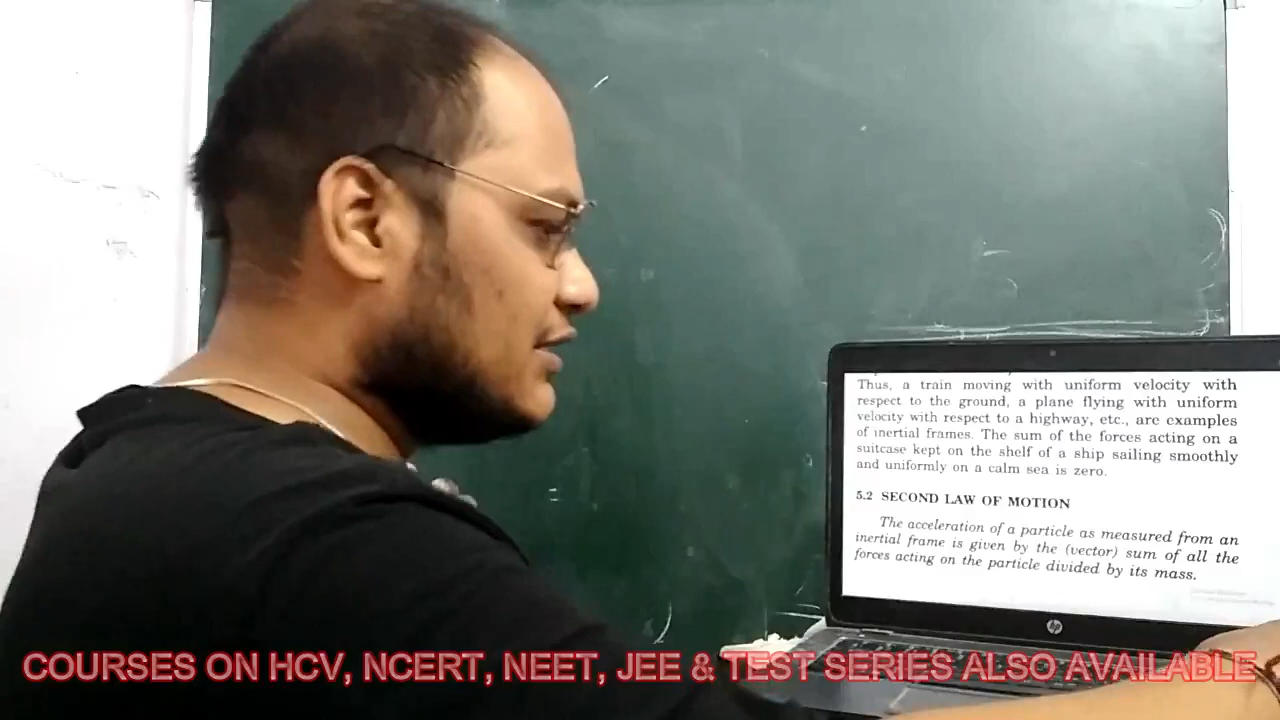 Thus, a train moving with uniform velocity with
respect to the ground, a plane flying with uniform
velocity with respect to a highway, etc., are examples
of inertial frames. The sum of the forces acting on a
suitcase kept on the shelf of a ship sailing smoothly
and uniformly on a calm sea is zero.
5.2 SECOND LAW OF MOTION
The acceleration of a particle as measured from an
inertial frame is given by the (vector) sum of all the
forces acting on the particle divided by its mass.
hp
COURSES ON HCV, NCERT, NEET, JEE & TEST SERIES ALSO AVAILABLE